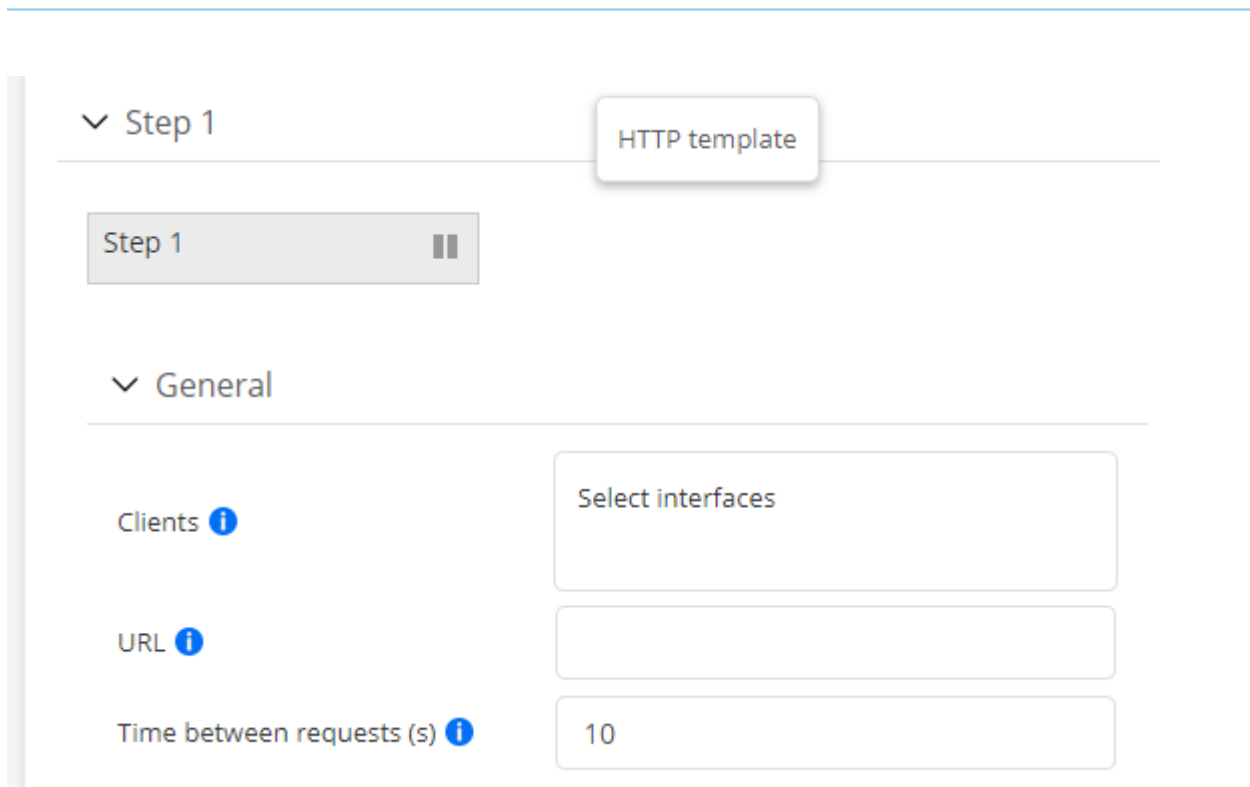 Step 1
HTTP template
Step 1
General
Clients
Select interfaces
URL
Time between requests (s)
10